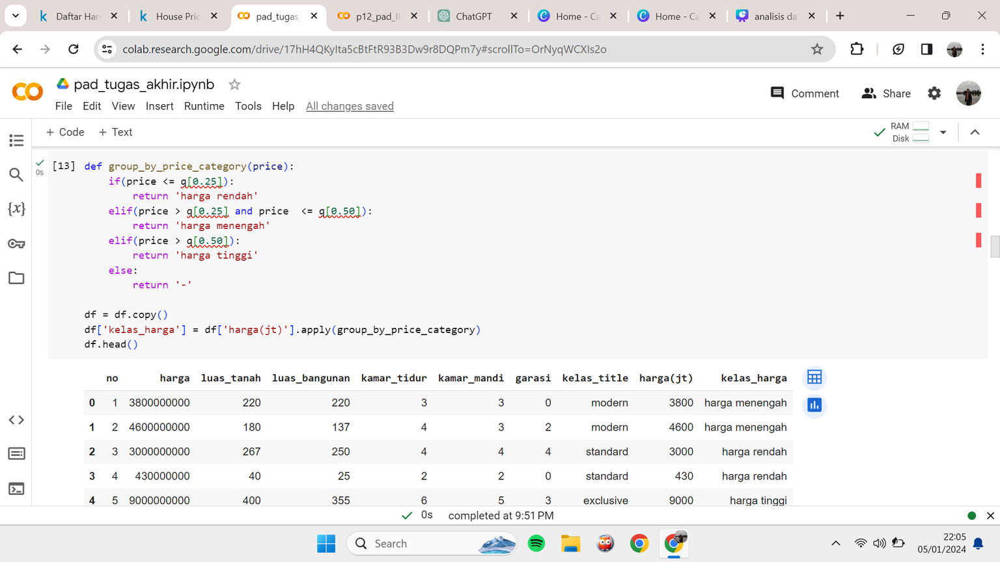 Daftar Har
House Pric
pad_tugas_
p12_pad_I
ChatGPT
Home - Ca
Home - Ca
analisis da
colab.research.google.com/drive/17hH4QKyIta5cBtFtR93B3Dw9r8DQPm7y#scrollTo=OrNyqWCXIs2o
pad_tugas_akhir.ipynb
Comment
Share
File Edit View Insert Runtime Tools Help All changes saved
+ Code + Text
RAM
Disk
[13] def group_by_price_category(price):
0s
if(price <= q[0.25]):
return 'harga rendah'
elif(price > q[0.25] and price  <= q[0.50]):
return 'harga menengah'
elif(price > q[0.50]):
return 'harga tinggi'
else:
return '-'
df = df.copy()
df['kelas_harga'] = df['harga(jt)'].apply(group_by_price_category)
df.head()
no harga luas_tanah luas_bangunan kamar_tidur kamar_mandi garasi kelas_title harga(jt) kelas_harga
0 1 3800000000 220 220 3 3 0 modern 3800 harga menengah
1 2 4600000000 180 137 4 3 2 modern 4600 harga menengah
2 3 3000000000 267 250 4 4 4 standard 3000 harga rendah
3 4 430000000 40 25 2 2 0 standard 430 harga rendah
4 5 9000000000 400 355 6 5 3 exclusive 9000 harga tinggi
0s completed at 9:51 PM
Search
22:05
05/01/2024